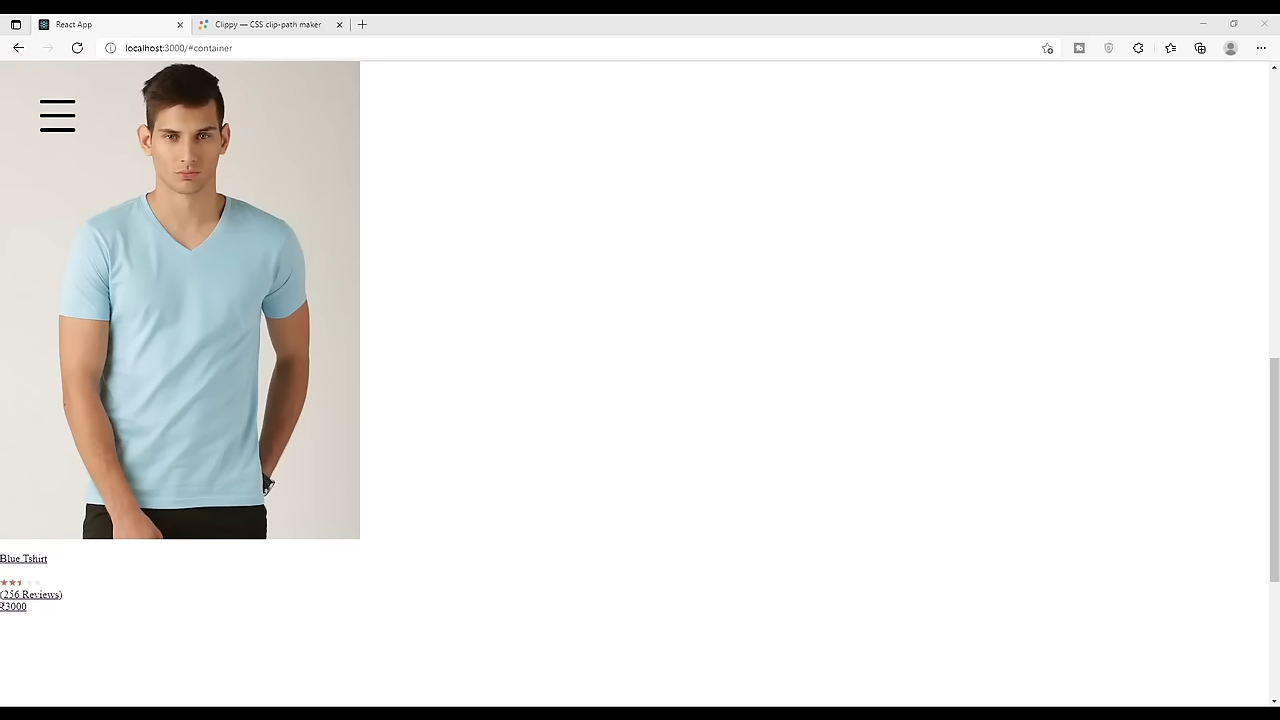 React App
Clippy — CSS clip-path maker
localhost:3000/#container
Blue Tshirt
(256 Reviews)
₹3000